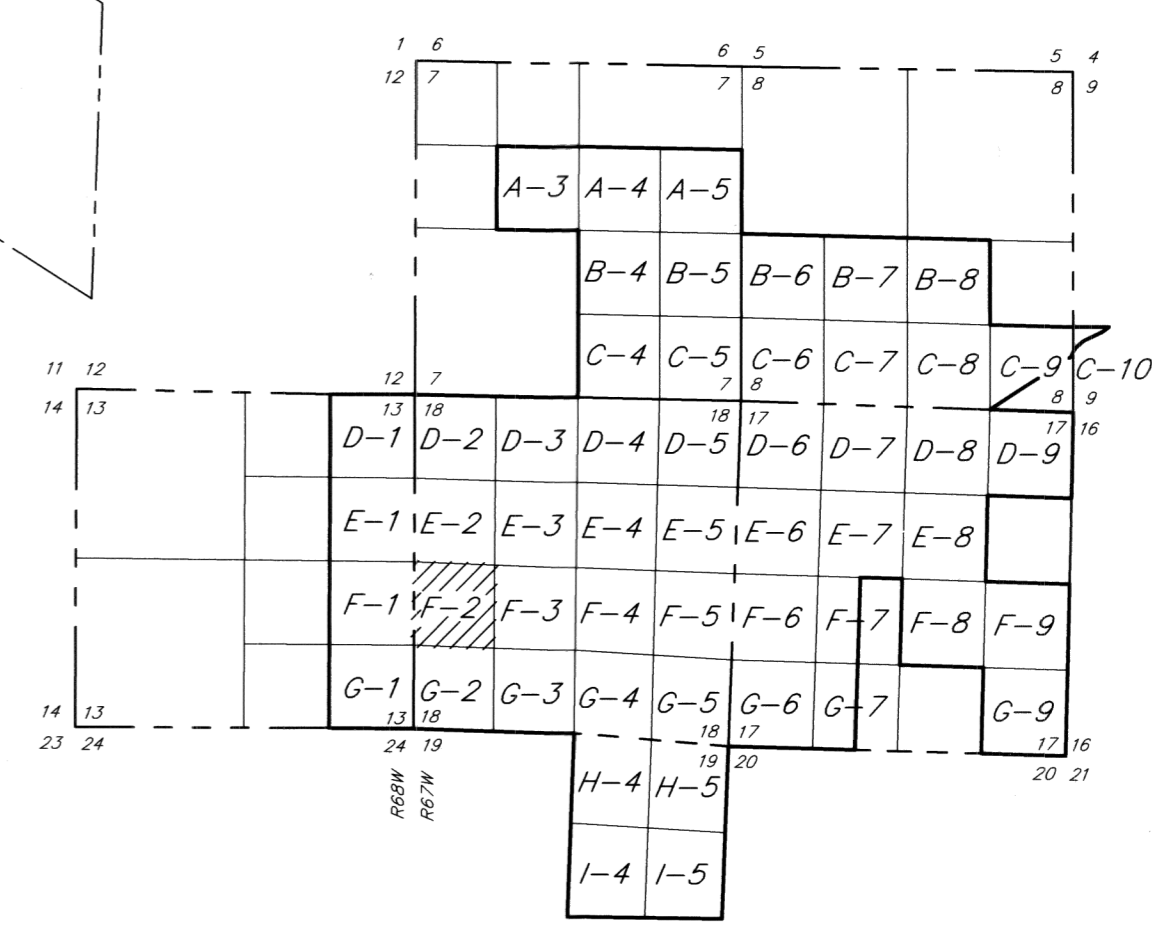 1 6 6 5 5 4
12 7 7 8 8 9
A-3 A-4 A-5
B-4 B-5 B-6 B-7 B-8
C-4 C-5 C-6 C-7 C-8 C-9 C-10
11 12 12 7 7 8 8 9
14 13 13 18 18 17 17 16
D-1 D-2 D-3 D-4 D-5 D-6 D-7 D-8 D-9
E-1 E-2 E-3 E-4 E-5 E-6 E-7 E-8
F-1 F-2 F-3 F-4 F-5 F-6 F-7 F-8 F-9
G-1 G-2 G-3 G-4 G-5 G-6 G-7 G-9
14 13 13 18 18 17 17 16
23 24 24 19 19 20 20 21
R68W R67W
H-4 H-5
I-4 I-5